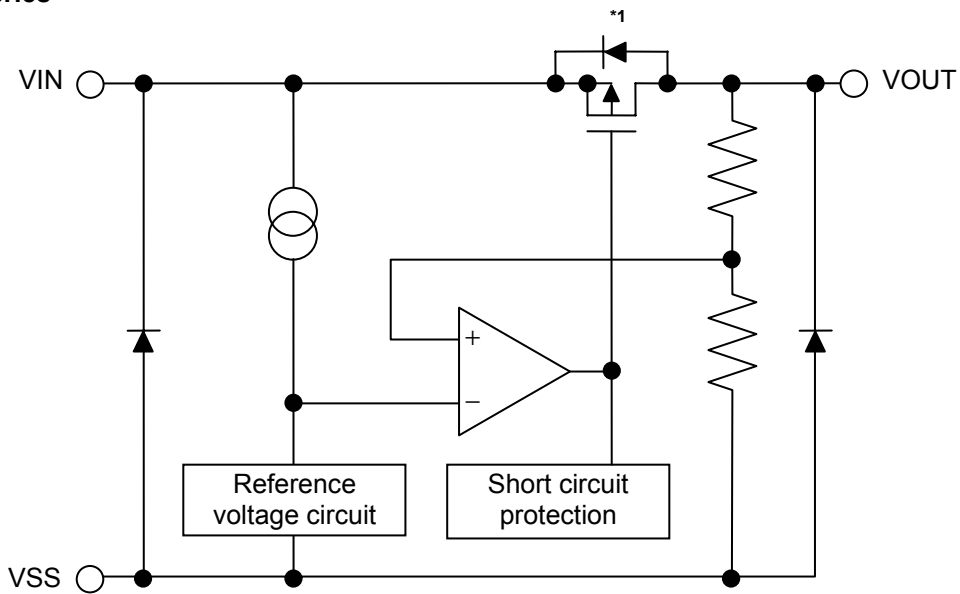 *1
VIN
VOUT
+
−
Reference
voltage circuit
Short circuit
protection
VSS